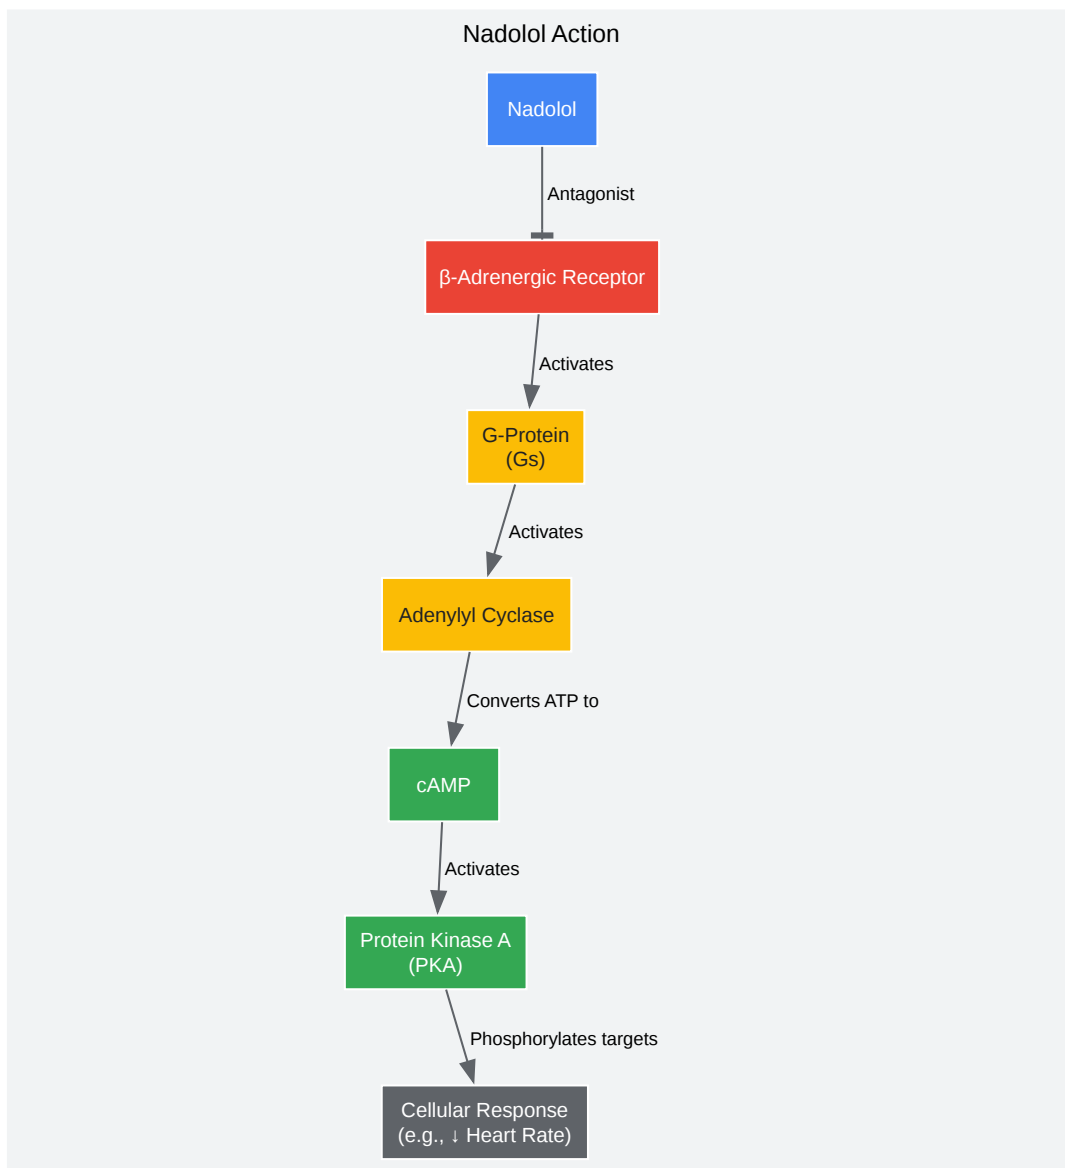 Nadolol Action
Nadolol
Antagonist
β-Adrenergic Receptor
Activates
G-Protein
(Gs)
Activates
Adenylyl Cyclase
Converts ATP to
cAMP
Activates
Protein Kinase A
(PKA)
Phosphorylates targets
Cellular Response
(e.g., ↓ Heart Rate)